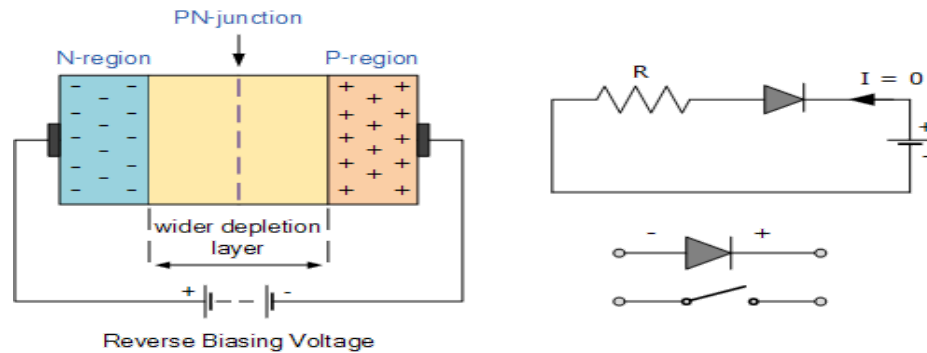 PN-junction
N-region
P-region
- - - - - - - - - - - - - -
+ + + + + + + + + + + + + +
wider depletion
layer
+ -
Reverse Biasing Voltage
R
I = 0
+
-
- +